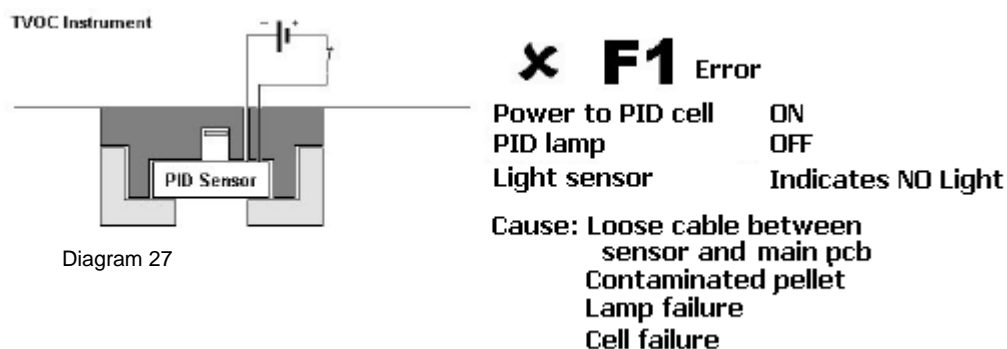 TVOC Instrument
- +
PID Sensor
Diagram 27
✘ F1 Error
Power to PID cell ON
PID lamp OFF
Light sensor Indicates NO Light
Cause: Loose cable between
sensor and main pcb
Contaminated pellet
Lamp failure
Cell failure